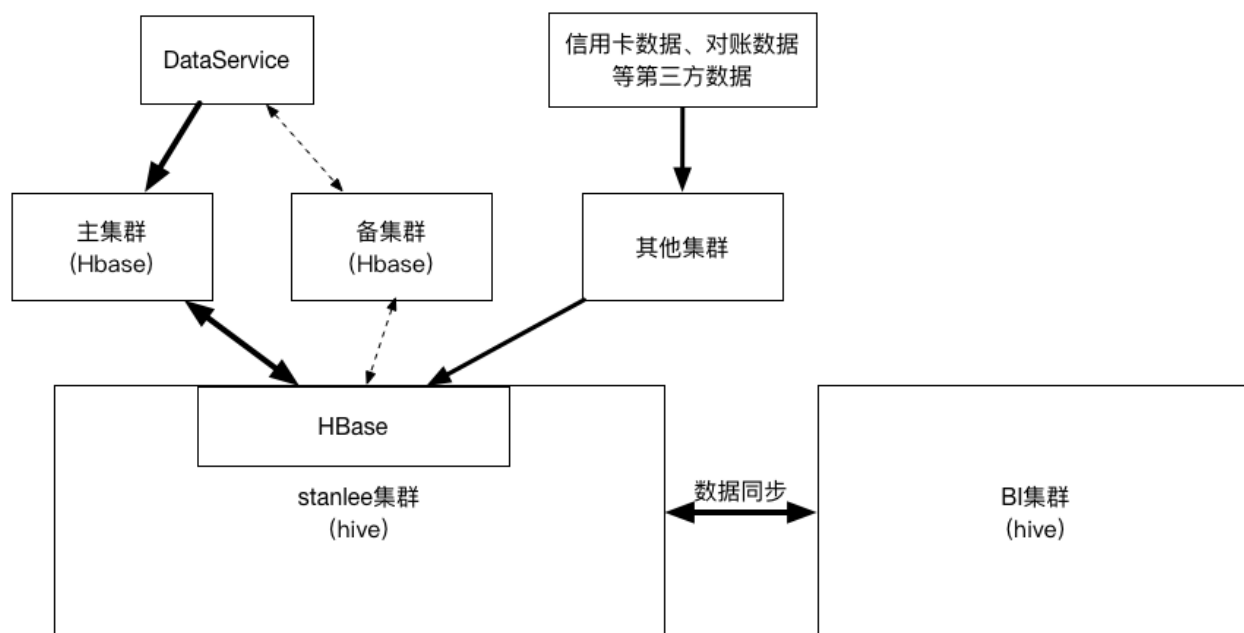 DataService
信用卡数据、对账数据
等第三方数据
主集群
(Hbase)
备集群
(Hbase)
其他集群
HBase
stanlee集群
(hive)
数据同步
BI集群
(hive)